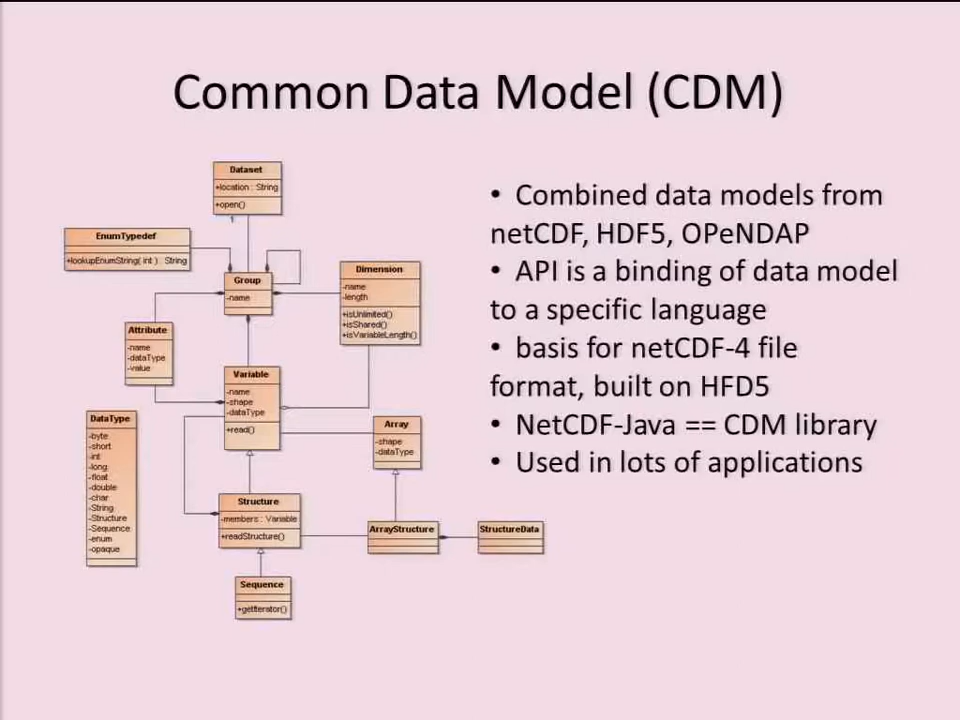 Common Data Model (CDM)
Dataset
+location : String
+open()
1
EnumTypedef
+lookupEnumString( int ) : String
Group
-name
Dimension
-name
-length
+isUnlimited()
+isShared()
+isVariableLength()
Attribute
-name
-dataType
-value
Variable
-name
-shape
-dataType
+read()
DataType
-byte
-short
-int
-long
-float
-double
-char
-String
-Structure
-Sequence
-enum
-opaque
Array
-shape
-dataType
Structure
-members : Variable
+readStructure()
ArrayStructure
StructureData
Sequence
+getIterator()
• Combined data models from
netCDF, HDF5, OPeNDAP
• API is a binding of data model
to a specific language
• basis for netCDF-4 file
format, built on HFD5
• NetCDF-Java == CDM library
• Used in lots of applications